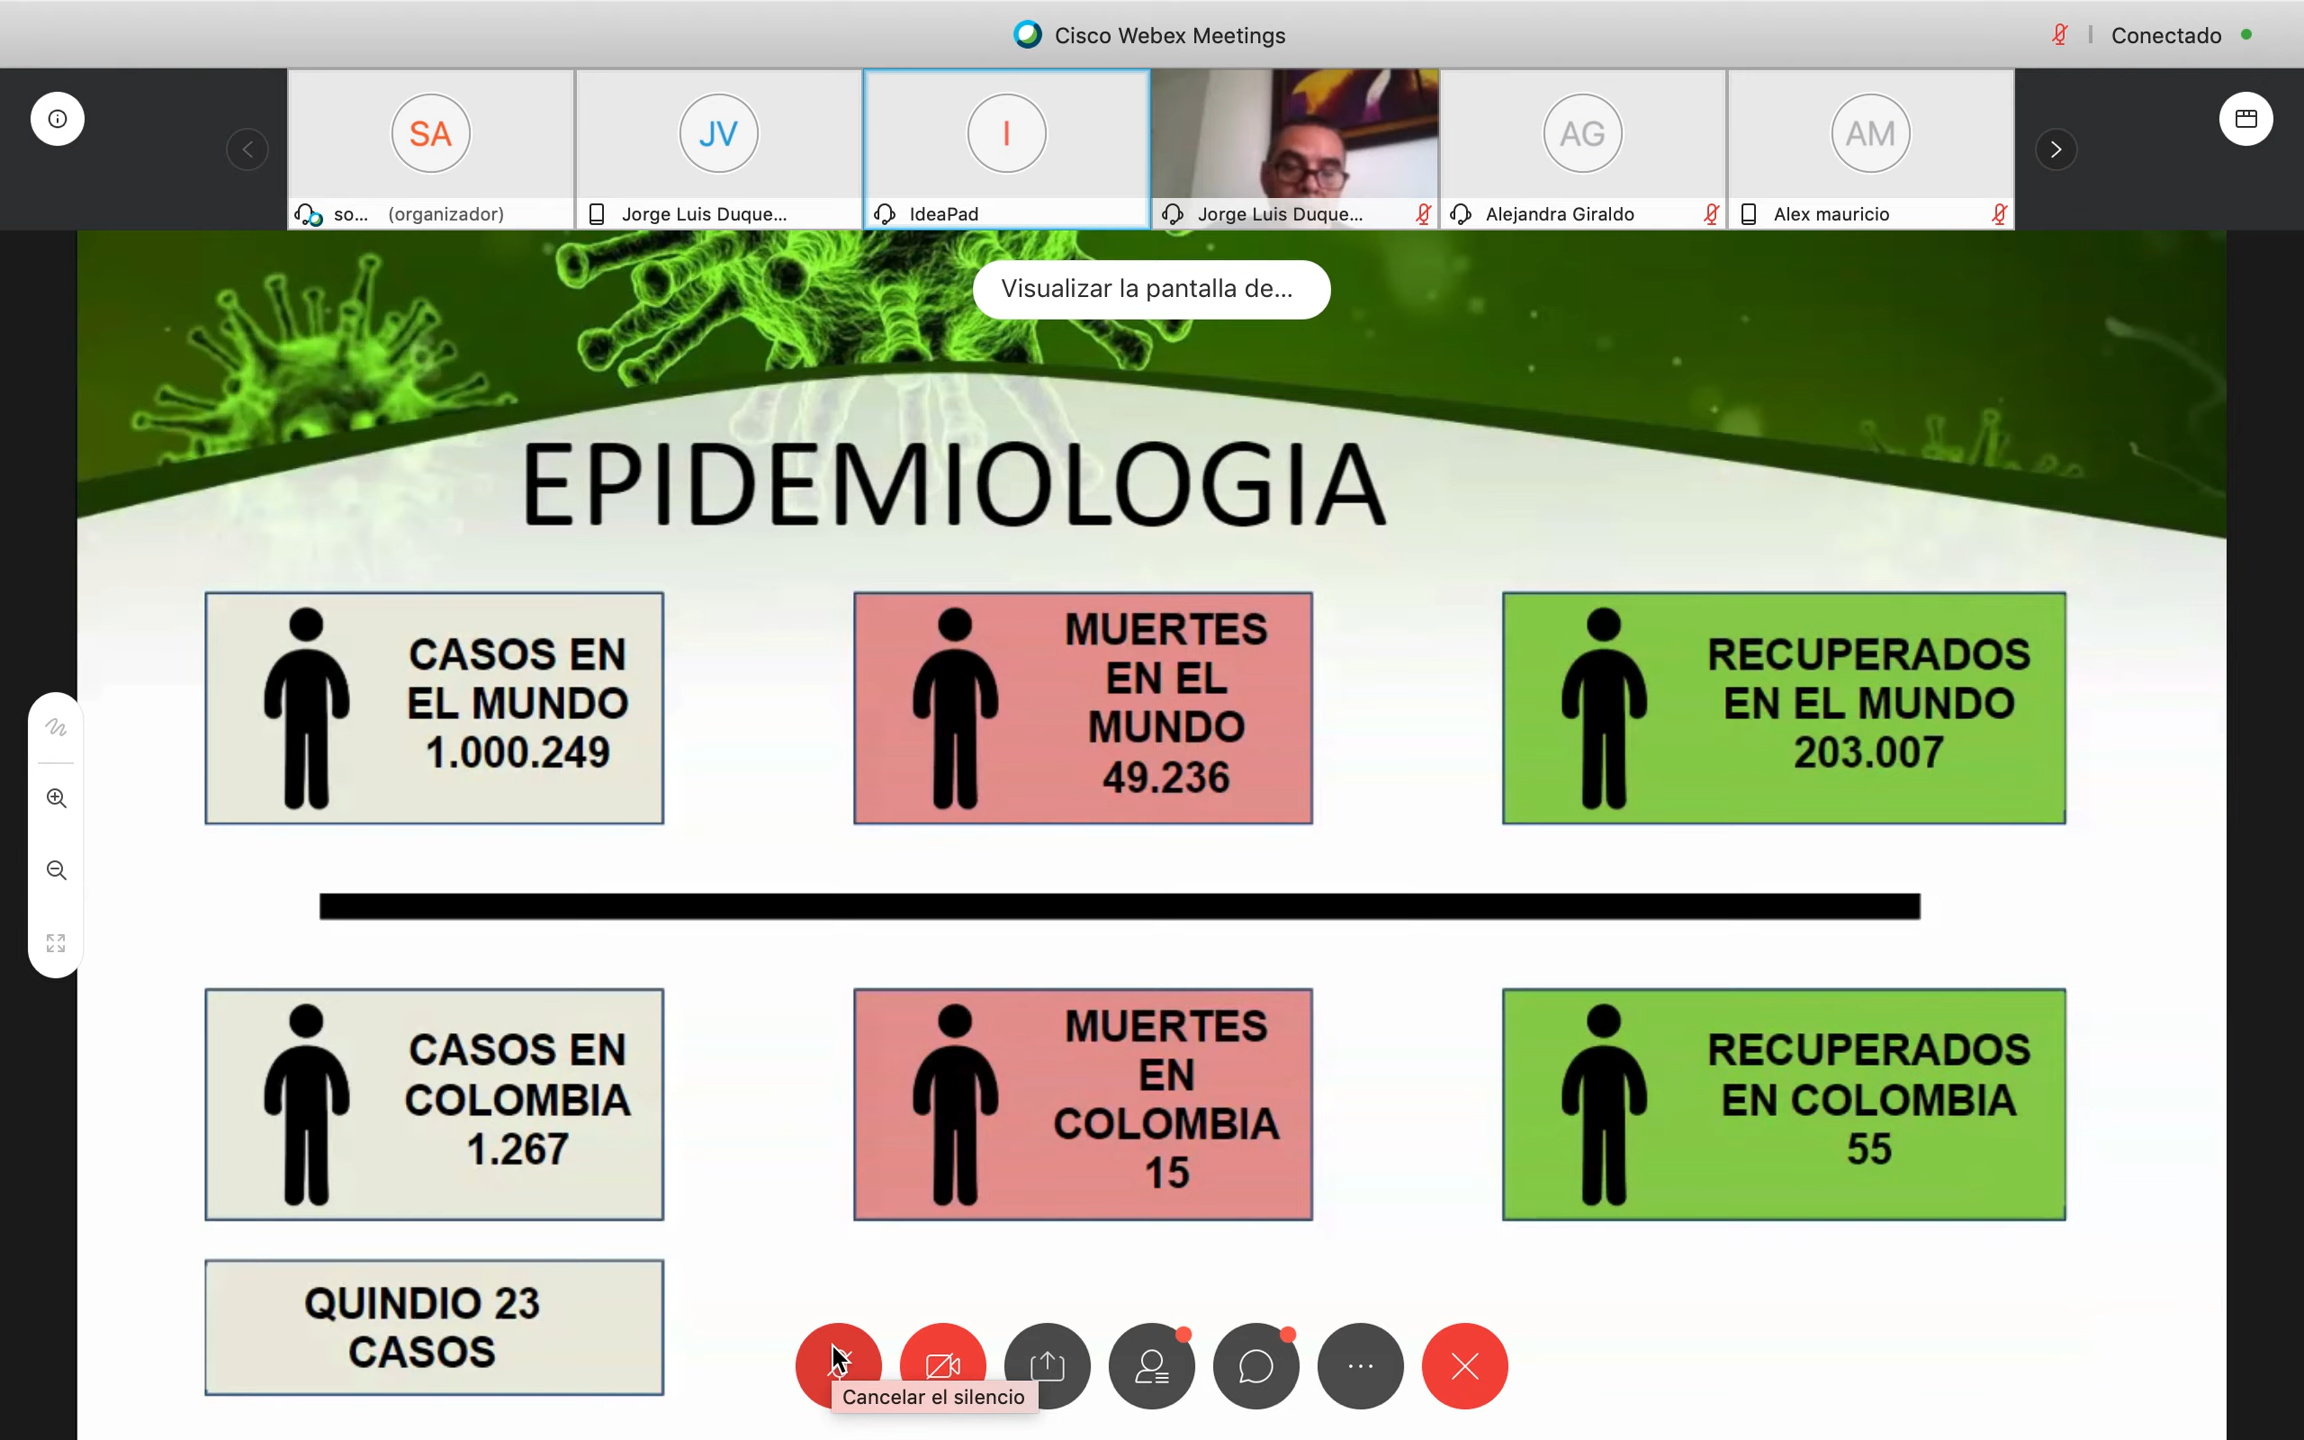 Cisco Webex Meetings
Conectado
SA
JV
I
AG
AM
so... (organizador)
Jorge Luis Duque...
IdeaPad
Jorge Luis Duque...
Alejandra Giraldo
Alex mauricio
Visualizar la pantalla de...
EPIDEMIOLOGIA
CASOS EN
EL MUNDO
1.000.249
MUERTES
EN EL
MUNDO
49.236
RECUPERADOS
EN EL MUNDO
203.007
CASOS EN
COLOMBIA
1.267
MUERTES
EN
COLOMBIA
15
RECUPERADOS
EN COLOMBIA
55
QUINDIO 23
CASOS
Cancelar el silencio